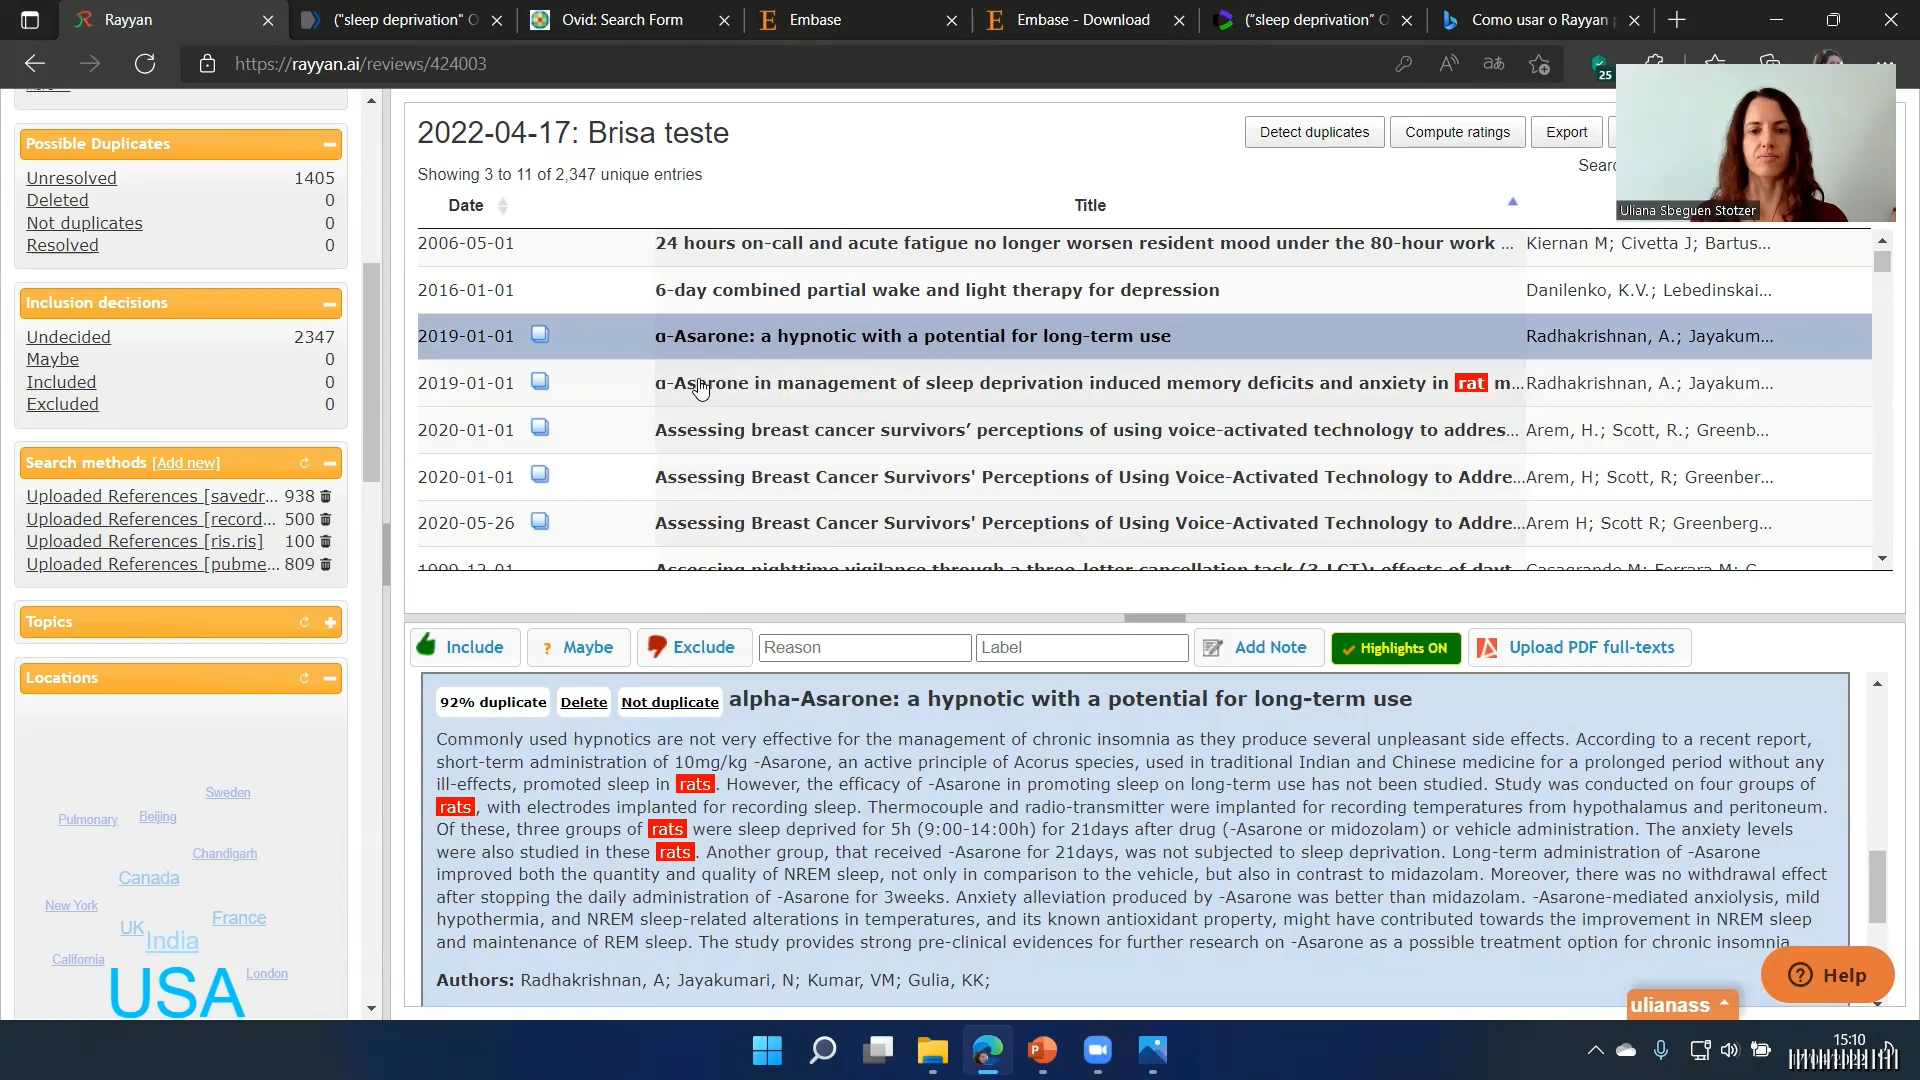 Rayyan
("sleep deprivation" O
Ovid: Search Form
Embase
Embase - Download
("sleep deprivation" O
Como usar o Rayyan
https://rayyan.ai/reviews/424003
25
Uliana Sbeguen Stotzer
Possible Duplicates
Unresolved 1405
Deleted 0
Not duplicates 0
Resolved 0
Inclusion decisions
Undecided 2347
Maybe 0
Included 0
Excluded 0
Search methods [Add new]
Uploaded References [savedr... 938
Uploaded References [record... 500
Uploaded References [ris.ris] 100
Uploaded References [pubme... 809
Topics
Locations
Sweden
Pulmonary Beijing
Chandigarh
Canada
New York
UK France
India
California
USA London
2022-04-17: Brisa teste
Detect duplicates Compute ratings Export
Showing 3 to 11 of 2,347 unique entries
Searc
Date Title
2006-05-01 24 hours on-call and acute fatigue no longer worsen resident mood under the 80-hour work ... Kiernan M; Civetta J; Bartus...
2016-01-01 6-day combined partial wake and light therapy for depression Danilenko, K.V.; Lebedinskai...
2019-01-01 α-Asarone: a hypnotic with a potential for long-term use Radhakrishnan, A.; Jayakum...
2019-01-01 α-Asarone in management of sleep deprivation induced memory deficits and anxiety in rat m... Radhakrishnan, A.; Jayakum...
2020-01-01 Assessing breast cancer survivors’ perceptions of using voice-activated technology to addres... Arem, H.; Scott, R.; Greenb...
2020-01-01 Assessing Breast Cancer Survivors' Perceptions of Using Voice-Activated Technology to Addre... Arem, H; Scott, R; Greenber...
2020-05-26 Assessing Breast Cancer Survivors' Perceptions of Using Voice-Activated Technology to Addre... Arem H; Scott R; Greenberg...
1999-12-01 Assessing nighttime vigilance through a three-letter cancellation task (3-LCT): effects of dayt Casagrande M; Ferrara M; C
Include ? Maybe Exclude Reason Label Add Note Highlights ON Upload PDF full-texts
92% duplicate Delete Not duplicate alpha-Asarone: a hypnotic with a potential for long-term use
Commonly used hypnotics are not very effective for the management of chronic insomnia as they produce several unpleasant side effects. According to a recent report,
short-term administration of 10mg/kg -Asarone, an active principle of Acorus species, used in traditional Indian and Chinese medicine for a prolonged period without any
ill-effects, promoted sleep in rats. However, the efficacy of -Asarone in promoting sleep on long-term use has not been studied. Study was conducted on four groups of
rats, with electrodes implanted for recording sleep. Thermocouple and radio-transmitter were implanted for recording temperatures from hypothalamus and peritoneum.
Of these, three groups of rats were sleep deprived for 5h (9:00-14:00h) for 21days after drug (-Asarone or midozolam) or vehicle administration. The anxiety levels
were also studied in these rats. Another group, that received -Asarone for 21days, was not subjected to sleep deprivation. Long-term administration of -Asarone
improved both the quantity and quality of NREM sleep, not only in comparison to the vehicle, but also in contrast to midazolam. Moreover, there was no withdrawal effect
after stopping the daily administration of -Asarone for 3weeks. Anxiety alleviation produced by -Asarone was better than midazolam. -Asarone-mediated anxiolysis, mild
hypothermia, and NREM sleep-related alterations in temperatures, and its known antioxidant property, might have contributed towards the improvement in NREM sleep
and maintenance of REM sleep. The study provides strong pre-clinical evidences for further research on -Asarone as a possible treatment option for chronic insomnia
Authors: Radhakrishnan, A; Jayakumari, N; Kumar, VM; Gulia, KK;
Help
ulianass
15:10